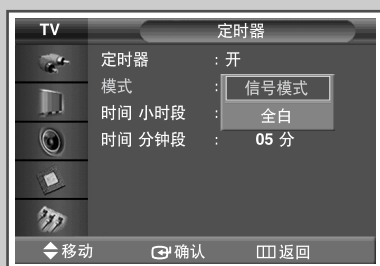 TV 定时器
定时器 : 开
模式 : 信号模式
全白
时间 小时段 :
时间 分钟段 : 05 分
移动 确认 返回